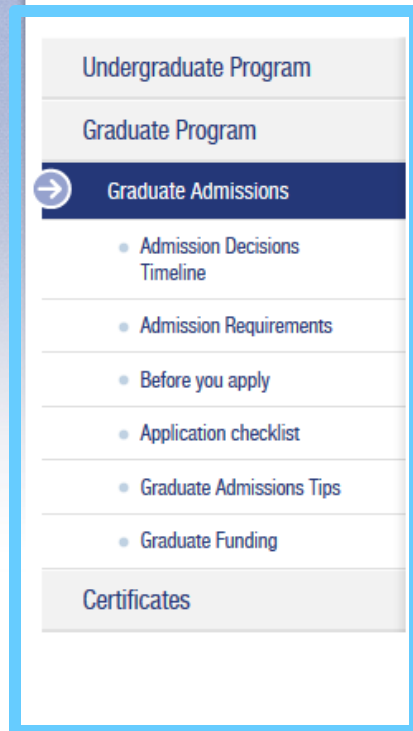 Undergraduate Program
Graduate Program
Graduate Admissions
Admission Decisions
Timeline
Admission Requirements
Before you apply
Application checklist
Graduate Admissions Tips
Graduate Funding
Certificates